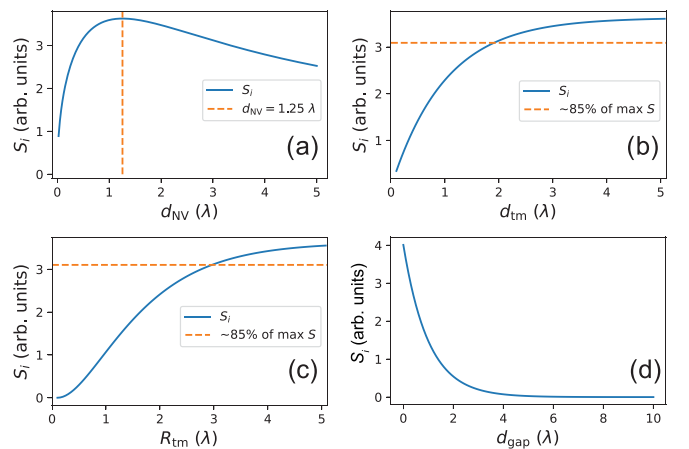 3
2
1
0
S_i (arb. units)
S_i
d_NV = 1.25 λ
(a)
0 1 2 3 4 5
d_NV (λ)
3
2
1
S_i (arb. units)
S_i
~85% of max S
(b)
0 1 2 3 4 5
d_tm (λ)
3
2
1
0
S_i (arb. units)
S_i
~85% of max S
(c)
0 1 2 3 4 5
R_tm (λ)
4
3
2
1
0
S_i (arb. units)
(d)
0 2 4 6 8 10
d_gap (λ)